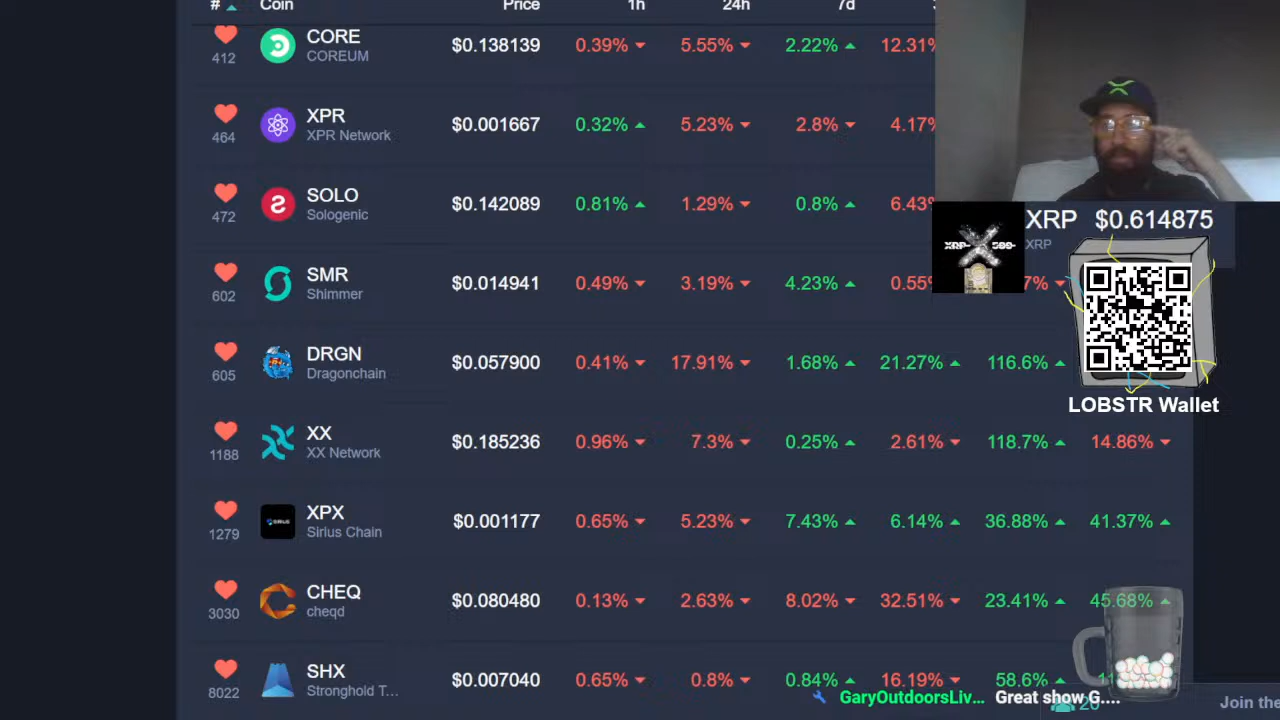 # Coin Price 1h 24h 7d
CORE $0.138139 0.39% 5.55% 2.22% 12.31%
412 COREUM
XPR $0.001667 0.32% 5.23% 2.8% 4.17%
464 XPR Network
SOLO $0.142089 0.81% 1.29% 0.8% 6.43%
472 Sologenic
XRP $0.614875
XRP
SMR $0.014941 0.49% 3.19% 4.23% 0.55% 7%
602 Shimmer
DRGN $0.057900 0.41% 17.91% 1.68% 21.27% 116.6%
605 Dragonchain
LOBSTR Wallet
XX $0.185236 0.96% 7.3% 0.25% 2.61% 118.7% 14.86%
1188 XX Network
XPX $0.001177 0.65% 5.23% 7.43% 6.14% 36.88% 41.37%
1279 Sirius Chain
CHEQ $0.080480 0.13% 2.63% 8.02% 32.51% 23.41% 45.68%
3030 cheqd
SHX $0.007040 0.65% 0.8% 0.84% 16.19% 58.6%
8022 Stronghold T...
GaryOutdoorsLiv... Great show G....
20 Join the